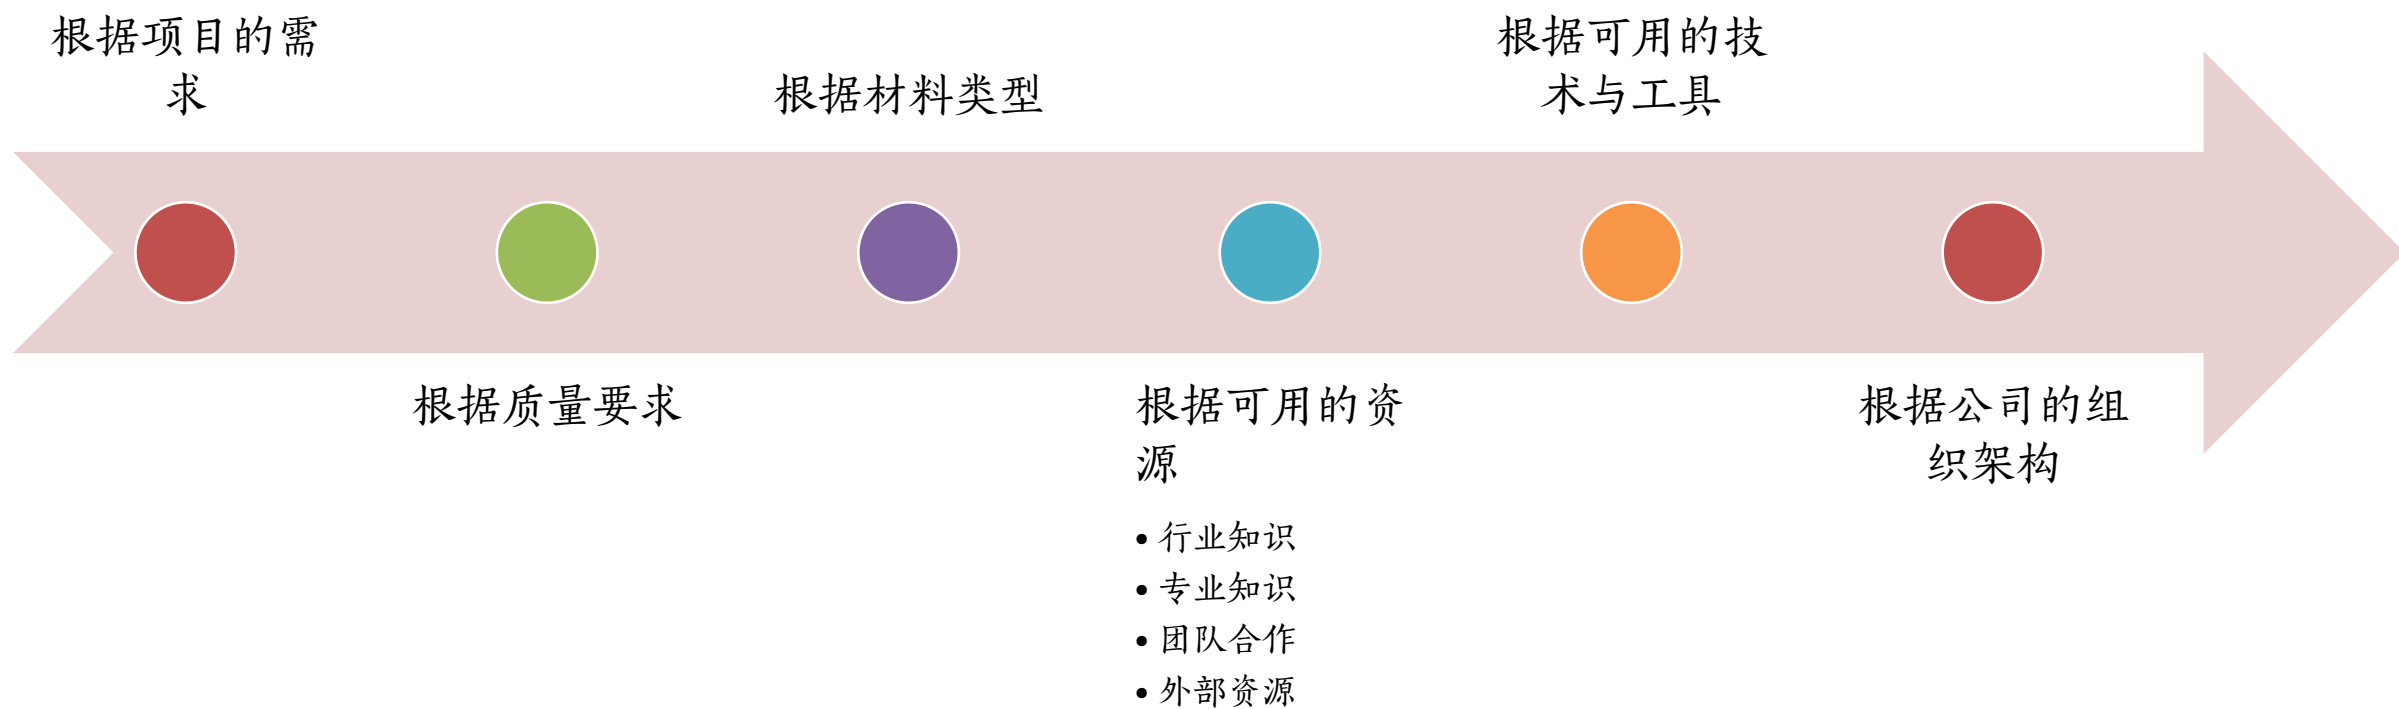 根据项目的需
求
根据质量要求
根据材料类型
根据可用的资
源
• 行业知识
• 专业知识
• 团队合作
• 外部资源
根据可用的技
术与工具
根据公司的组
织架构